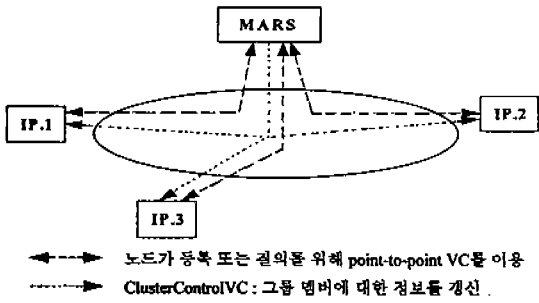 MARS
IP.1
IP.2
IP.3
노드가 등록 또는 질의를 위해 point-to-point VC를 이용
ClusterControlVC : 그룹 멤버에 대한 정보를 갱신